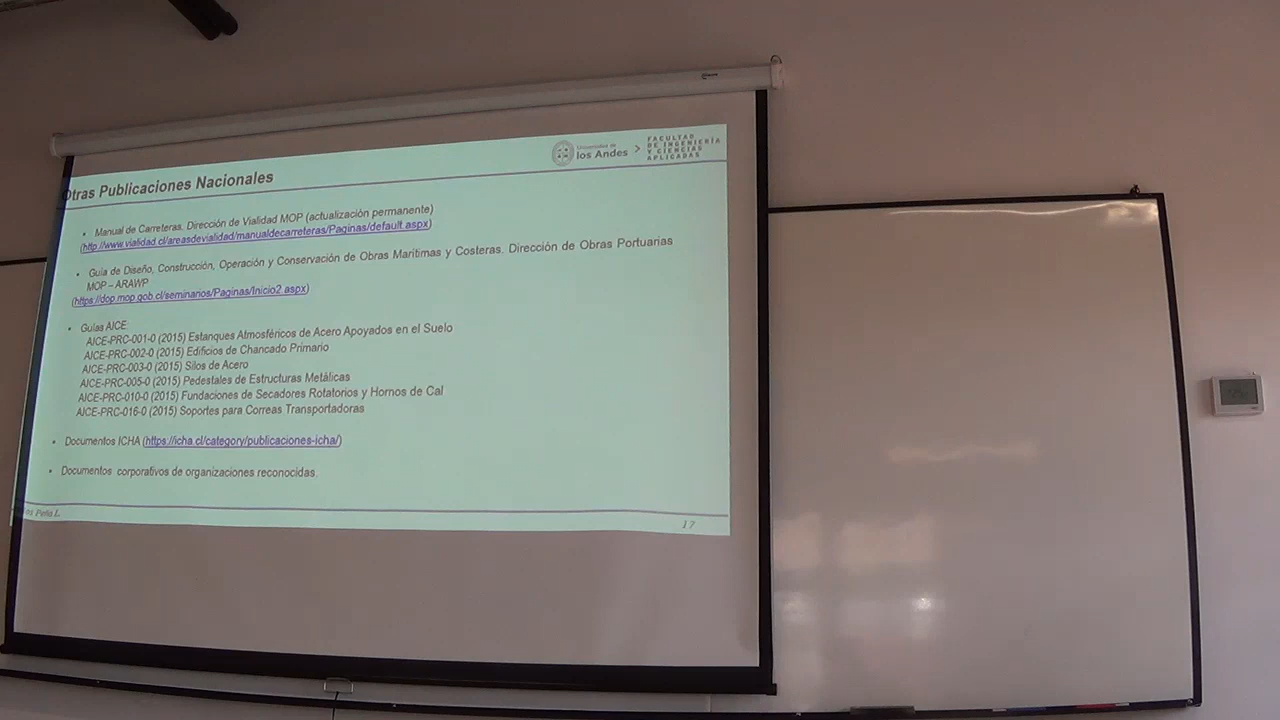 Universidad de
los Andes >
FACULTAD
DE INGENIERÍA
Y CIENCIAS
APLICADAS
Otras Publicaciones Nacionales
• Manual de Carreteras. Dirección de Vialidad MOP (actualización permanente)
(http://www.vialidad.cl/areasdevialidad/manualdecarreteras/Paginas/default.aspx)
• Guía de Diseño, Construcción, Operación y Conservación de Obras Marítimas y Costeras. Dirección de Obras Portuarias
MOP – ARAWP
(https://dop.mop.gob.cl/seminarios/Paginas/Inicio2.aspx)
• Guías AICE
AICE-PRC-001-0 (2015) Estanques Atmosféricos de Acero Apoyados en el Suelo
AICE-PRC-002-0 (2015) Edificios de Chancado Primario
AICE-PRC-003-0 (2015) Silos de Acero
AICE-PRC-005-0 (2015) Pedestales de Estructuras Metálicas
AICE-PRC-010-0 (2015) Fundaciones de Secadores Rotatorios y Hornos de Cal
AICE-PRC-016-0 (2015) Soportes para Correas Transportadoras
• Documentos ICHA (https://icha.cl/category/publicaciones-icha/)
• Documentos corporativos de organizaciones reconocidas.
Peña L.
17